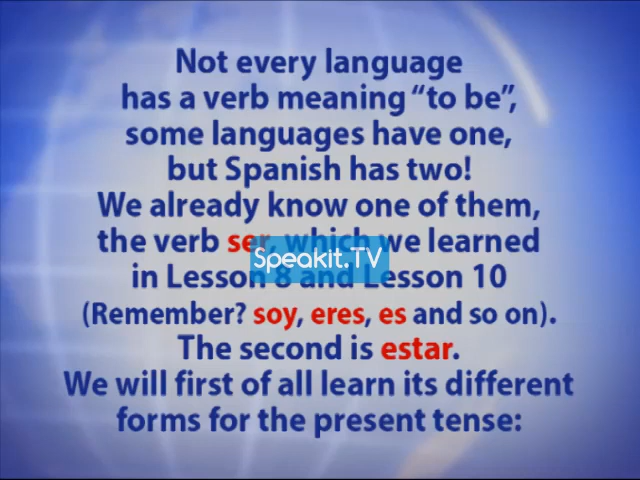 Not every language
has a verb meaning “to be”,
some languages have one,
but Spanish has two!
We already know one of them,
the verb ser, which we learned
Speakit.TV
in Lesson 8 and Lesson 10
(Remember? soy, eres, es and so on).
The second is estar.
We will first of all learn its different
forms for the present tense: